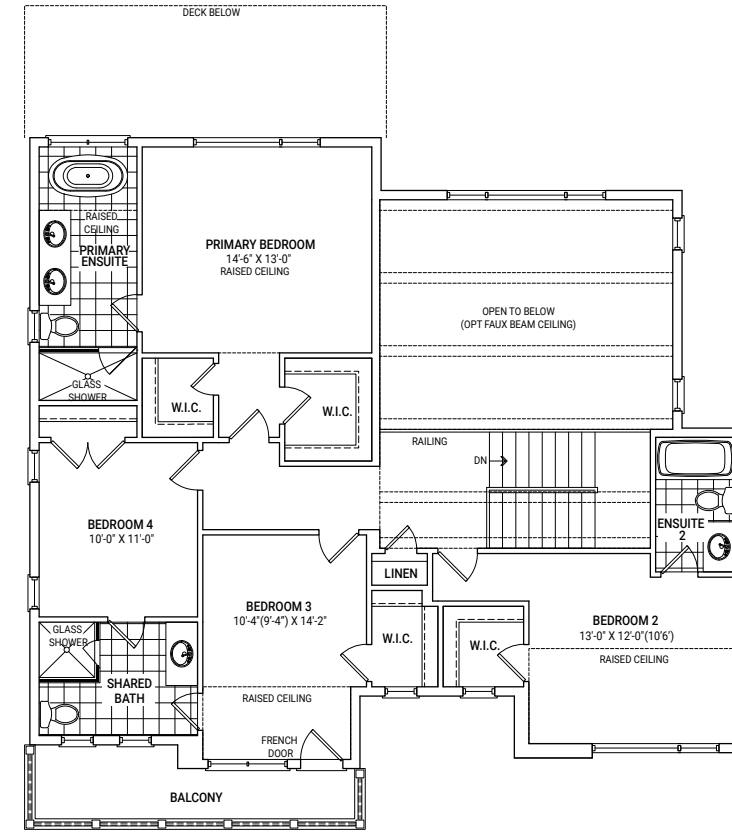 DECK BELOW
RAISED
CEILING
PRIMARY
ENSUITE
PRIMARY BEDROOM
14'-6" X 13'-0"
RAISED CEILING
OPEN TO BELOW
(OPT FAUX BEAM CEILING)
GLASS
SHOWER
W.I.C.
W.I.C.
RAILING
DN
BEDROOM 4
10'-0" X 11'-0"
ENSUITE
2
LINEN
BEDROOM 3
10'-4"(9'-4") X 14'-2"
BEDROOM 2
13'-0" X 12'-0"(10'6')
RAISED CEILING
GLASS
SHOWER
W.I.C.
W.I.C.
SHARED
BATH
RAISED CEILING
FRENCH
DOOR
BALCONY